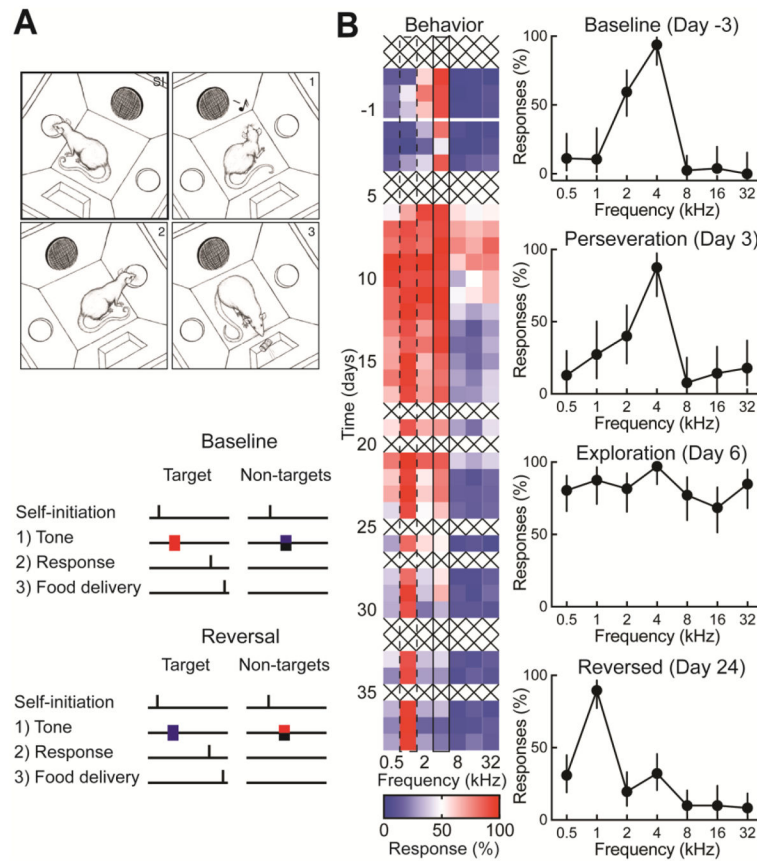 A
SI
1
2
3
Baseline
Target Non-targets
Self-initiation
1) Tone
2) Response
3) Food delivery
Reversal
Target Non-targets
Self-initiation
1) Tone
2) Response
3) Food delivery
B
Behavior
-1
5
10
15
20
25
30
35
Time (days)
0.5 2 8 32
Frequency (kHz)
0 50 100
Response (%)
Baseline (Day -3)
Responses (%)
100
50
0
0.5 1 2 4 8 16 32
Frequency (kHz)
Perseveration (Day 3)
Responses (%)
100
50
0
0.5 1 2 4 8 16 32
Frequency (kHz)
Exploration (Day 6)
Responses (%)
100
50
0
0.5 1 2 4 8 16 32
Frequency (kHz)
Reversed (Day 24)
Responses (%)
100
50
0
0.5 1 2 4 8 16 32
Frequency (kHz)